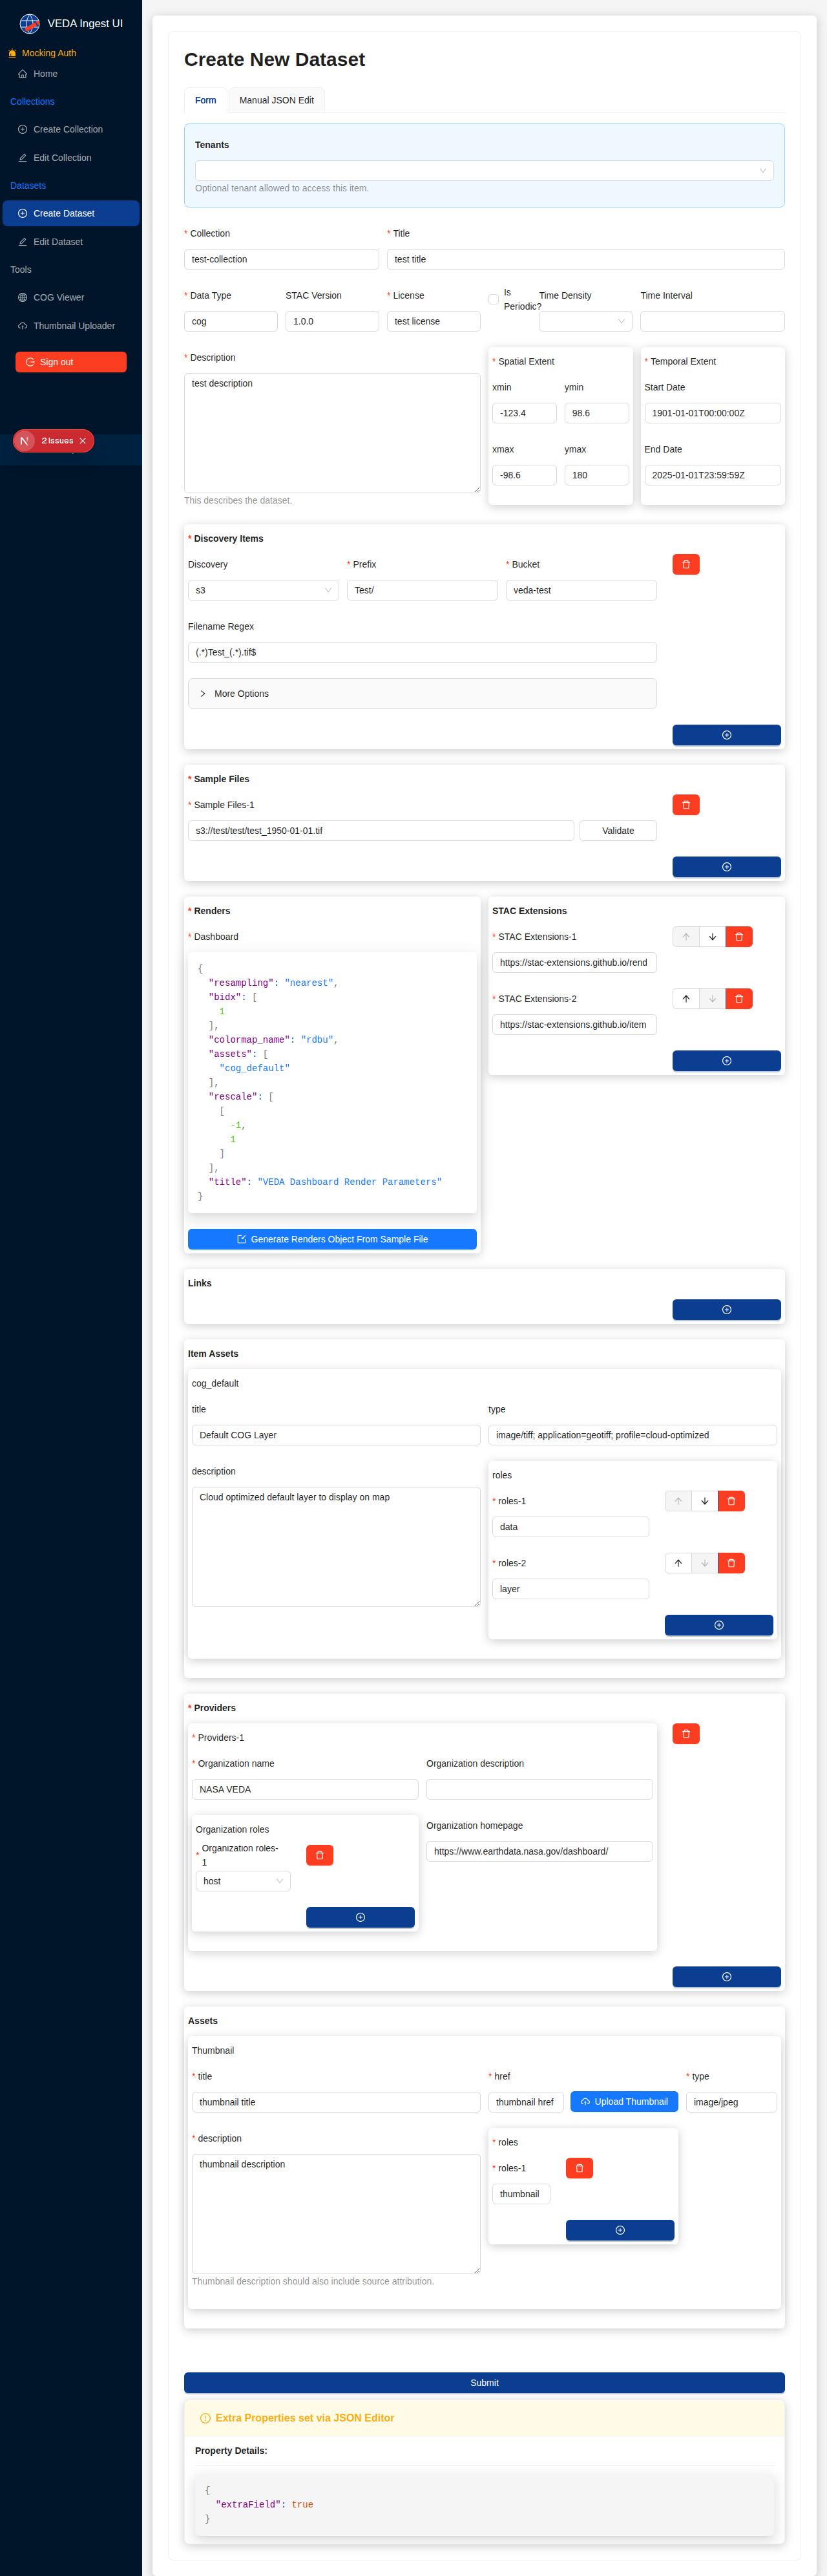 VEDA Ingest UI
Mocking Auth
Home
Collections
Create Collection
Edit Collection
Datasets
Create Dataset
Edit Dataset
Tools
COG Viewer
Thumbnail Uploader
Sign out
2 Issues
Create New Dataset
Form
Manual JSON Edit
Tenants
Optional tenant allowed to access this item.
* Collection
* Title
test-collection
test title
* Data Type
STAC Version
* License
Is Periodic?
Time Density
Time Interval
cog
1.0.0
test license
* Description
test description
This describes the dataset.
* Spatial Extent
xmin
ymin
-123.4
98.6
xmax
ymax
-98.6
180
* Temporal Extent
Start Date
1901-01-01T00:00:00Z
End Date
2025-01-01T23:59:59Z
* Discovery Items
Discovery
* Prefix
* Bucket
s3
Test/
veda-test
Filename Regex
(.*)Test_(.*).tif$
More Options
* Sample Files
* Sample Files-1
s3://test/test/test_1950-01-01.tif
Validate
* Renders
* Dashboard
{
"resampling": "nearest",
"bidx": [
1
],
"colormap_name": "rdbu",
"assets": [
"cog_default"
],
"rescale": [
[
-1,
1
]
],
"title": "VEDA Dashboard Render Parameters"
}
Generate Renders Object From Sample File
STAC Extensions
* STAC Extensions-1
https://stac-extensions.github.io/rend
* STAC Extensions-2
https://stac-extensions.github.io/item
Links
Item Assets
cog_default
title
type
Default COG Layer
image/tiff; application=geotiff; profile=cloud-optimized
description
Cloud optimized default layer to display on map
roles
* roles-1
data
* roles-2
layer
* Providers
* Providers-1
* Organization name
Organization description
NASA VEDA
Organization roles
* Organization roles-
1
host
Organization homepage
https://www.earthdata.nasa.gov/dashboard/
Assets
Thumbnail
* title
* href
* type
thumbnail title
thumbnail href
Upload Thumbnail
image/jpeg
* description
thumbnail description
Thumbnail description should also include source attribution.
* roles
* roles-1
thumbnail
Submit
Extra Properties set via JSON Editor
Property Details:
{
"extraField": true
}